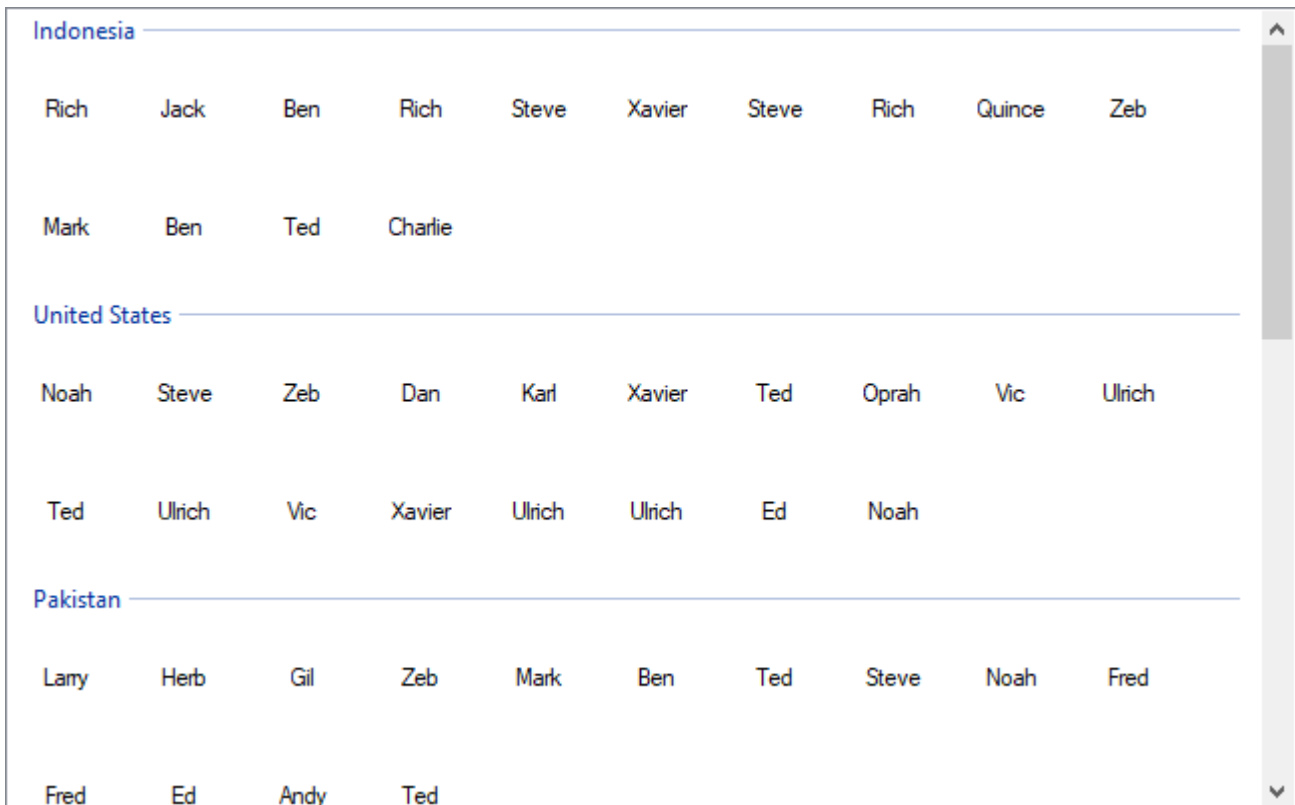 Indonesia
Rich Jack Ben Rich Steve Xavier Steve Rich Quince Zeb
Mark Ben Ted Charlie
United States
Noah Steve Zeb Dan Karl Xavier Ted Oprah Vic Ulrich
Ted Ulrich Vic Xavier Ulrich Ulrich Ed Noah
Pakistan
Larry Herb Gil Zeb Mark Ben Ted Steve Noah Fred
Fred Ed Andy Ted